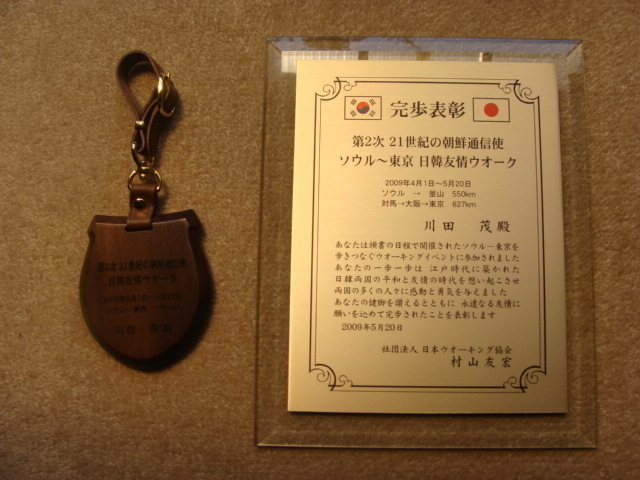 完歩表彰
第2次 21世紀の朝鮮通信使
ソウル～東京 日韓友情ウオーク
2009年4月1日～5月20日
ソウル → 釜山 550km
対馬→大阪→東京 627km
川田 茂殿
あなたは頭書の日程で開催されたソウル－東京を
歩きつなぐウオーキングイベントに参加されました
あなたの一歩一歩は 江戸時代に築かれた
日韓両国の平和と友情の時代を想い起こさせ
両国の多くの人々に感動と勇気を与えました
あなたの健脚を讃えるとともに 永遠なる友情に
願いを込めて完歩されたことを表彰します
2009年5月20日
社団法人 日本ウオーキング協会
村山友宏
第2次 21世紀の朝鮮通信使
日韓友情ウオーク
2009年4月1日
川田 茂